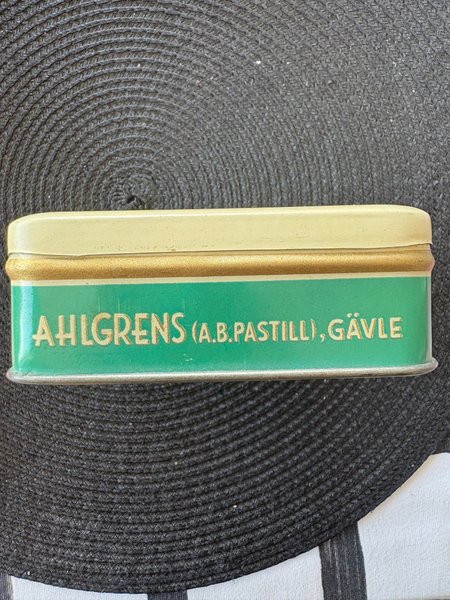 AHLGRENS (A.B.PASTILL), GÄVLE